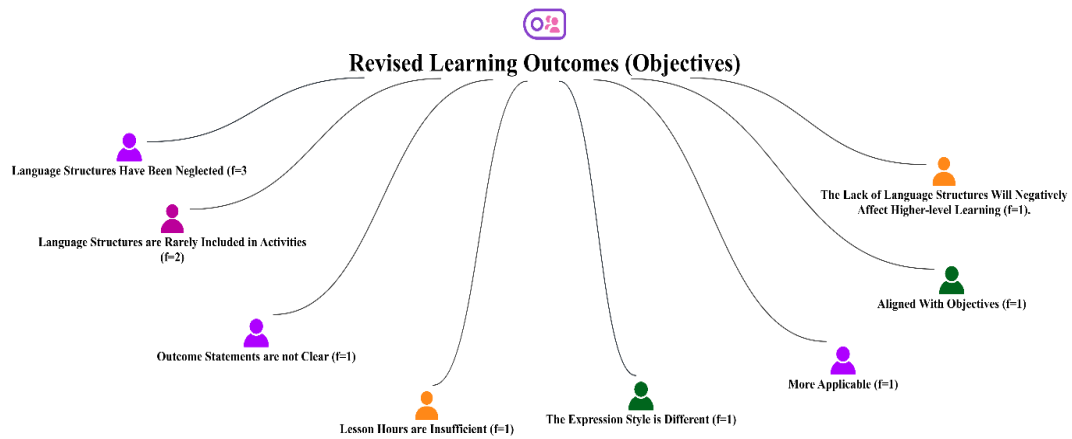 Revised Learning Outcomes (Objectives)
Language Structures Have Been Neglected (f=3
Language Structures are Rarely Included in Activities
(f=2)
Outcome Statements are not Clear (f=1)
Lesson Hours are Insufficient (f=1)
The Expression Style is Different (f=1)
More Applicable (f=1)
Aligned With Objectives (f=1)
The Lack of Language Structures Will Negatively
Affect Higher-level Learning (f=1).